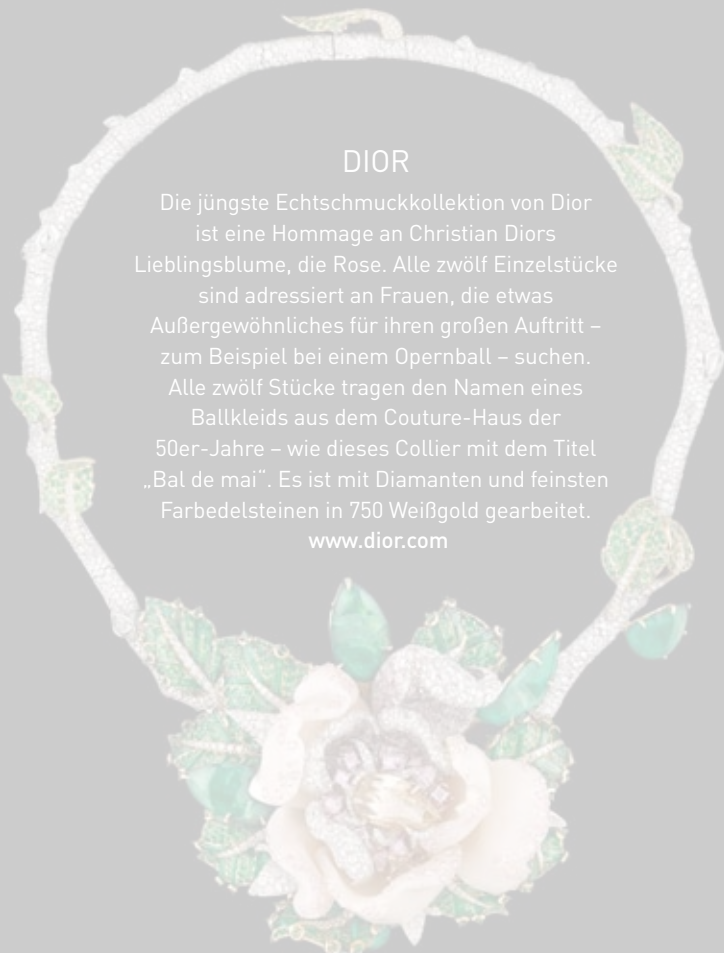 DIOR
Die jüngste Echtschmuckkollektion von Dior
ist eine Hommage an Christian Diors
Lieblingsblume, die Rose. Alle zwölf Einzelstücke
sind adressiert an Frauen, die etwas
Außergewöhnliches für ihren großen Auftritt –
zum Beispiel bei einem Opernball – suchen.
Alle zwölf Stücke tragen den Namen eines
Ballkleids aus dem Couture-Haus der
50er-Jahre – wie dieses Collier mit dem Titel
„Bal de mai“. Es ist mit Diamanten und feinsten
Farbedelsteinen in 750 Weißgold gearbeitet.
www.dior.com